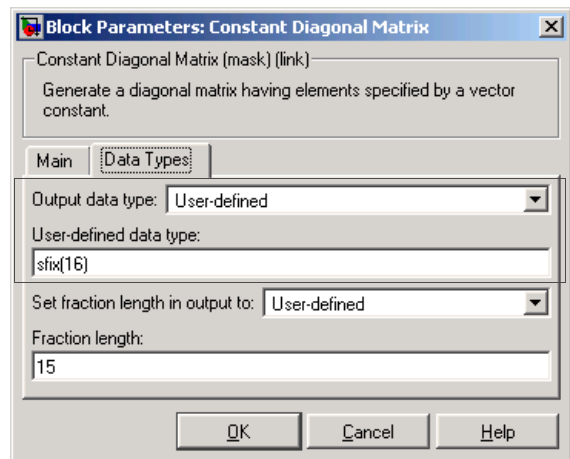 Block Parameters: Constant Diagonal Matrix
Constant Diagonal Matrix (mask) (link)
Generate a diagonal matrix having elements specified by a vector
constant.
Main Data Types
Output data type: User-defined
User-defined data type:
sfix(16)
Set fraction length in output to: User-defined
Fraction length:
15
OK Cancel Help